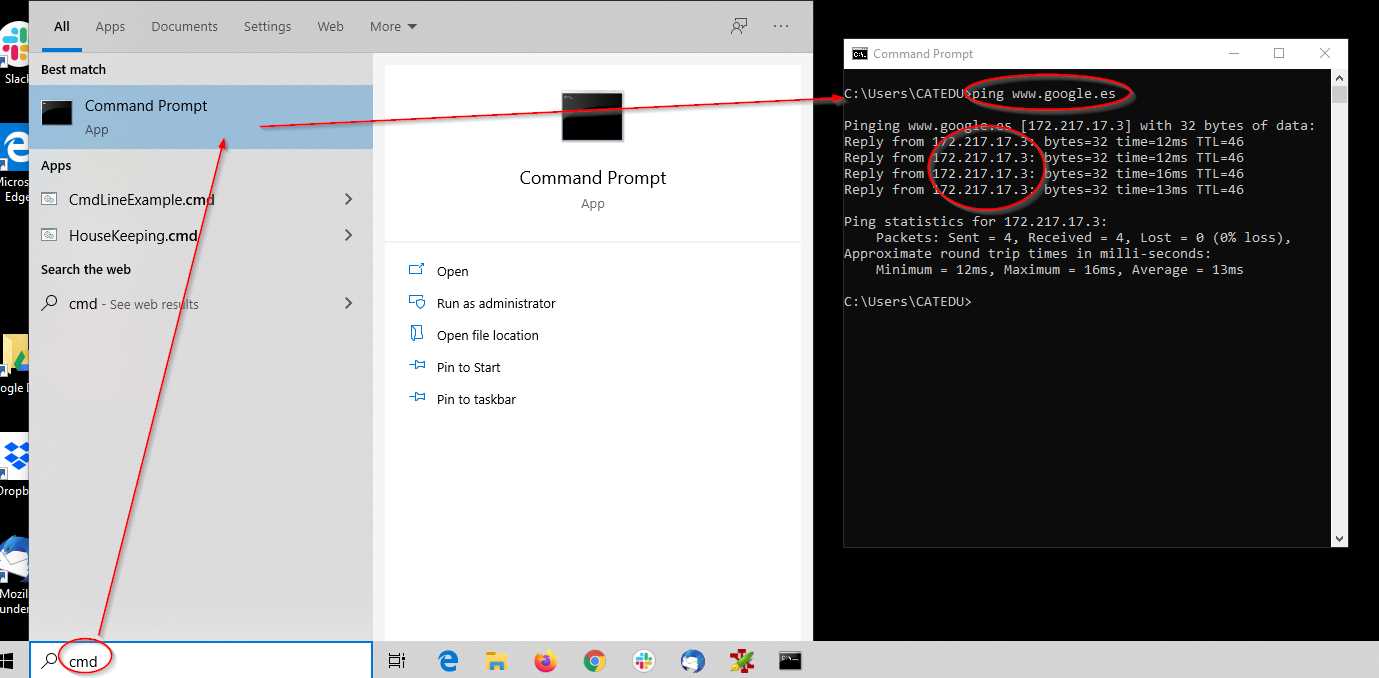 All Apps Documents Settings Web More ...
Best match
Command Prompt
App
Apps
CmdLineExample.cmd
HouseKeeping.cmd
Search the web
cmd - See web results
cmd
Command Prompt
App
Open
Run as administrator
Open file location
Pin to Start
Pin to taskbar
Command Prompt
C:\Users\CATEDU>ping www.google.es
Pinging www.google.es [172.217.17.3] with 32 bytes of data:
Reply from 172.217.17.3: bytes=32 time=12ms TTL=46
Reply from 172.217.17.3: bytes=32 time=12ms TTL=46
Reply from 172.217.17.3: bytes=32 time=16ms TTL=46
Reply from 172.217.17.3: bytes=32 time=13ms TTL=46
Ping statistics for 172.217.17.3:
Packets: Sent = 4, Received = 4, Lost = 0 (0% loss),
Approximate round trip times in milli-seconds:
Minimum = 12ms, Maximum = 16ms, Average = 13ms
C:\Users\CATEDU>
Slac
Micros
Edge
ogle D
Dropb
Mozil
under